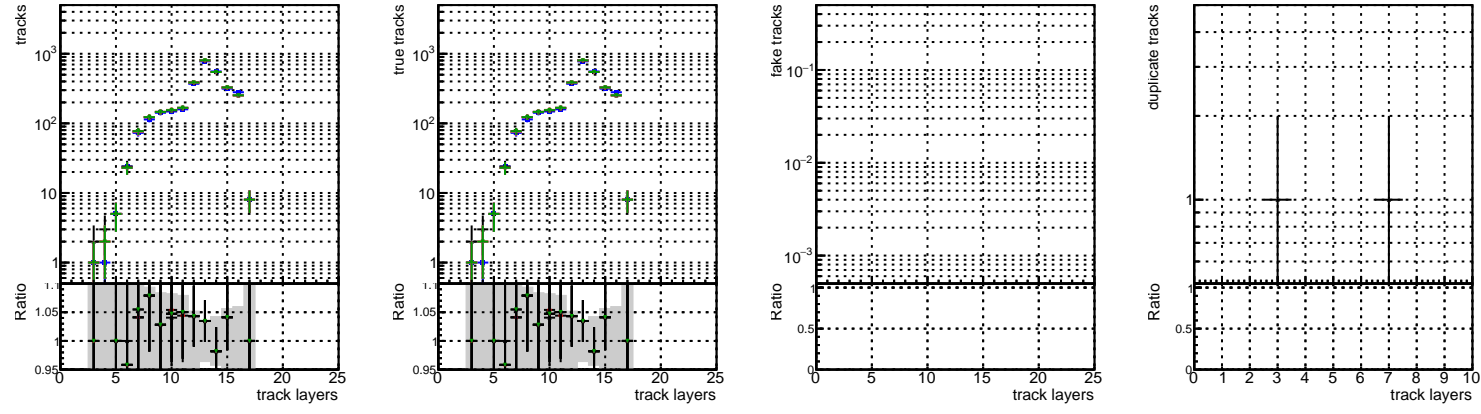 tracks
10³
10²
10
1
Ratio
1.1
1.05
1
0.95
0 5 10 15 20 25
track layers
true tracks
10³
10²
10
1
Ratio
1.1
1.05
1
0.95
0 5 10 15 20 25
track layers
fake tracks
10⁻¹
10⁻²
10⁻³
Ratio
1
0.5
0
0 5 10 15 20 25
track layers
duplicate tracks
1
Ratio
1
0.5
0
0 1 2 3 4 5 6 7 8 9 10
track layers